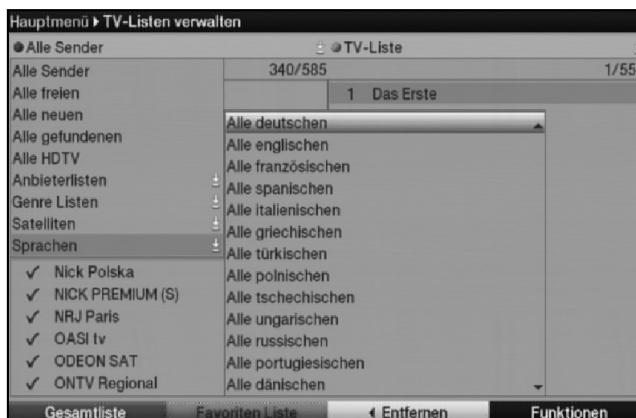 Hauptmenü ▸ TV-Listen verwalten
Alle Sender
TV-Liste
Alle Sender
340/585
1/55
Alle freien
1 Das Erste
Alle neuen
Alle gefundenen
Alle HDTV
Anbieterlisten
Genre Listen
Satelliten
Sprachen
✓ Nick Polska
✓ NICK PREMIUM (S)
✓ NRJ Paris
✓ OASI tv
✓ ODEON SAT
✓ ONTV Regional
Alle deutschen
Alle englischen
Alle französischen
Alle spanischen
Alle italienischen
Alle griechischen
Alle türkischen
Alle polnischen
Alle tschechischen
Alle ungarischen
Alle russischen
Alle portugiesischen
Alle dänischen
Gesamtliste
Favoriten Liste
Entfernen
Funktionen